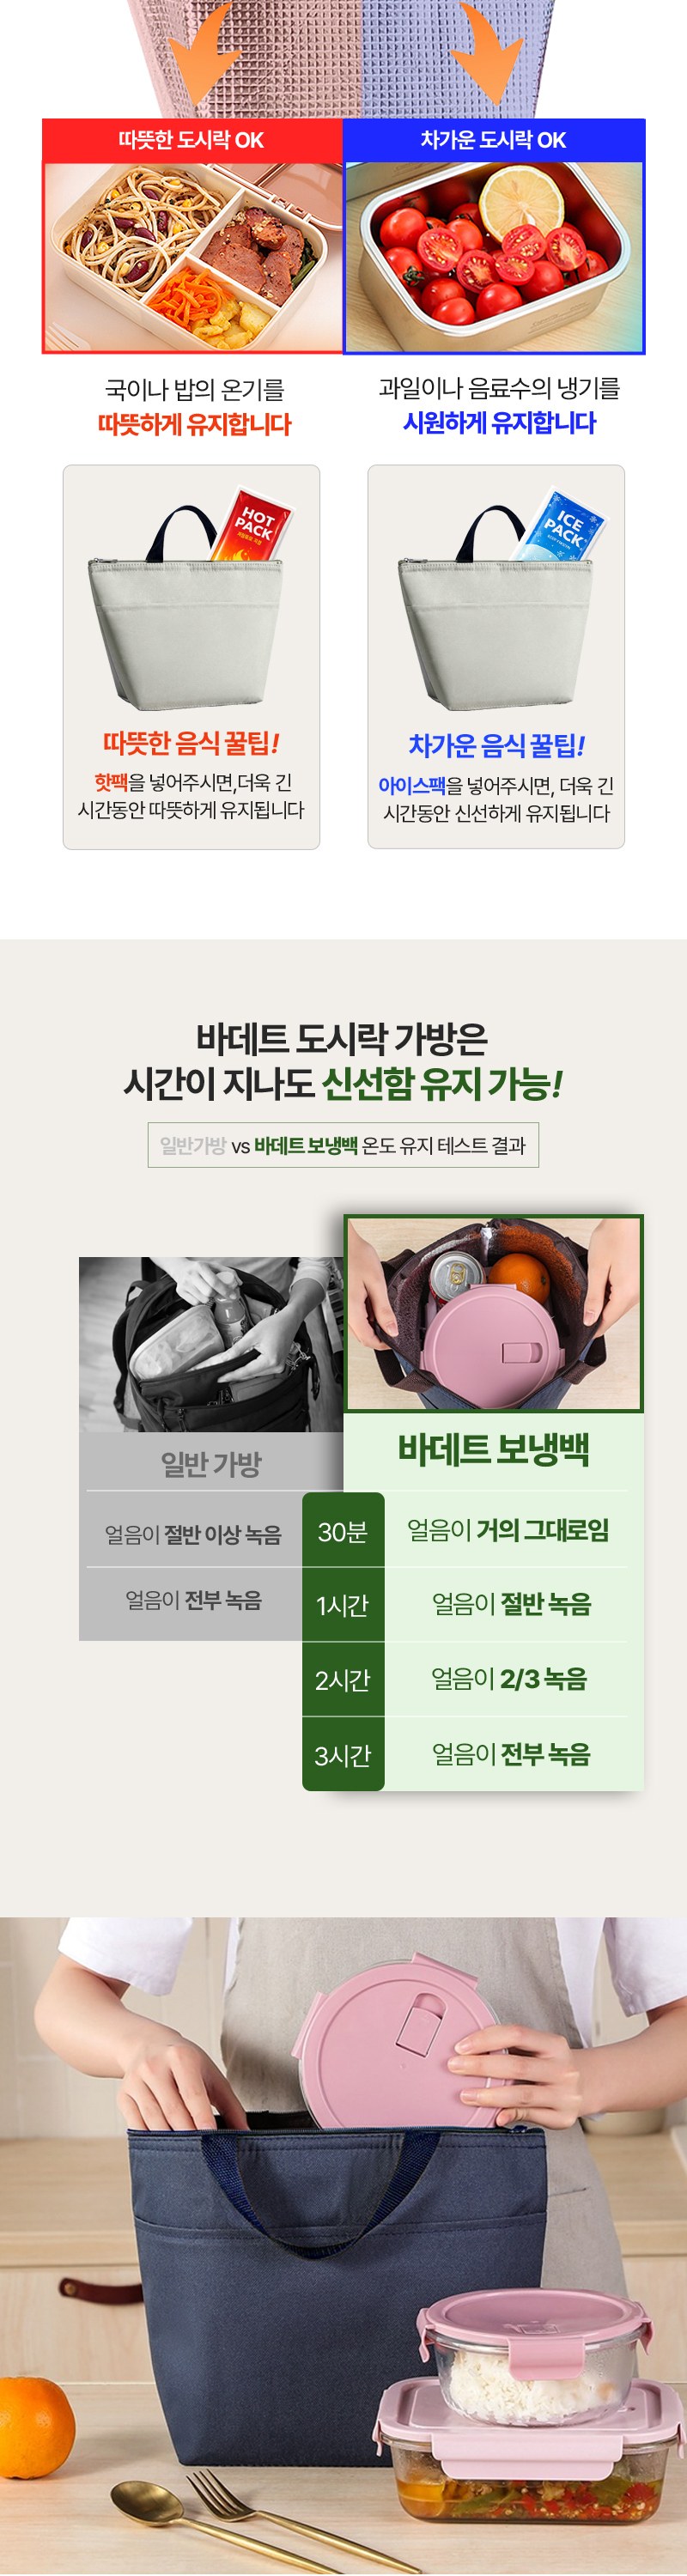 따뜻한 도시락 OK
차가운 도시락 OK
국이나 밥의 온기를
따뜻하게 유지합니다
과일이나 음료수의 냉기를
시원하게 유지합니다
HOT
PACK
ICE
PACK
따뜻한 음식 꿀팁!
핫팩을 넣어주시면,더욱 긴
시간동안 따뜻하게 유지됩니다
차가운 음식 꿀팁!
아이스팩을 넣어주시면, 더욱 긴
시간동안 신선하게 유지됩니다
바데트 도시락 가방은
시간이 지나도 신선함 유지 가능!
일반가방 vs 바데트 보냉백 온도 유지 테스트 결과
일반 가방
바데트 보냉백
얼음이 절반 이상 녹음
30분
얼음이 거의 그대로임
얼음이 전부 녹음
1시간
얼음이 절반 녹음
2시간
얼음이 2/3 녹음
3시간
얼음이 전부 녹음